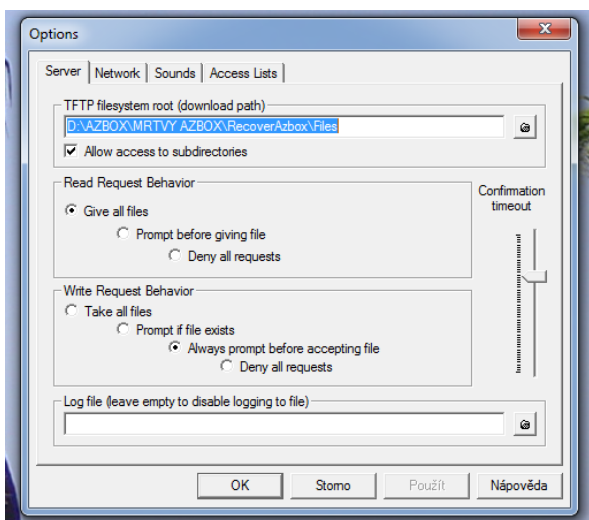 Options
Server Network Sounds Access Lists
TFTP filesystem root (download path)
D:\AZBOX\MRTVY AZBOX\RecoverAzbox\Files
Allow access to subdirectories
Read Request Behavior
Give all files
Prompt before giving file
Deny all requests
Confirmation
timeout
Write Request Behavior
Take all files
Prompt if file exists
Always prompt before accepting file
Deny all requests
Log file (leave empty to disable logging to file)
OK Storno Použít Nápověda